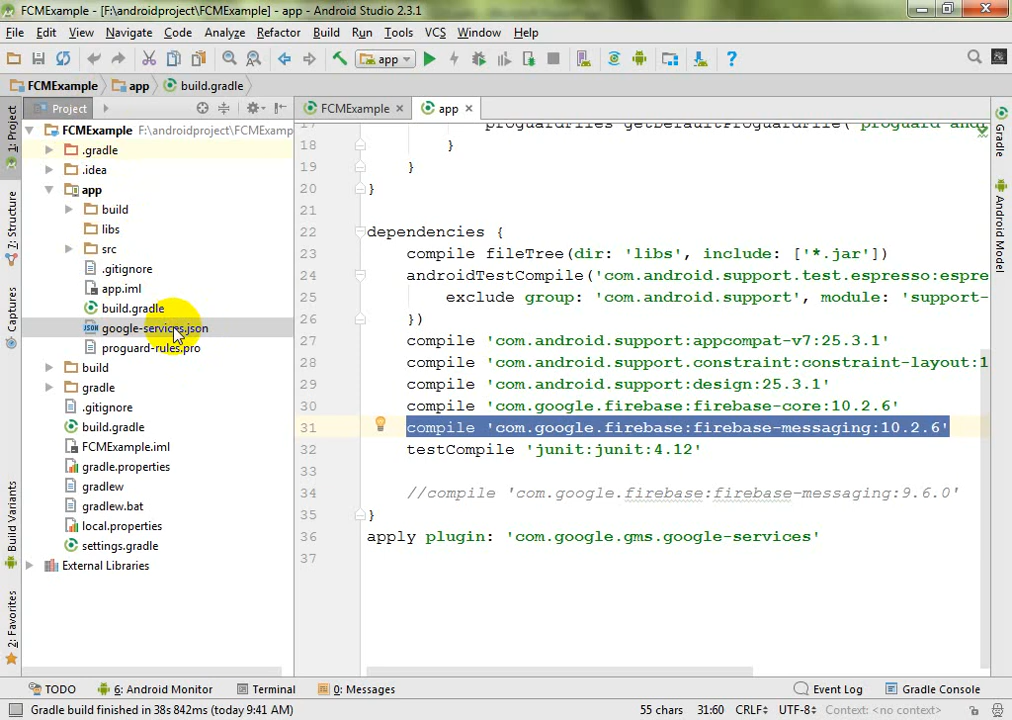 FCMExample - [F:\androidproject\FCMExample] - app - Android Studio 2.3.1
File Edit View Navigate Code Analyze Refactor Build Run Tools VCS Window Help
app
FCMExample app build.gradle
Project
FCMExample
app
1: Project
7: Structure
Captures
Build Variants
2: Favorites
FCMExample F:\androidproject\FCMExamp
.gradle
.idea
app
build
libs
src
.gitignore
app.iml
build.gradle
google-services.json
proguard-rules.pro
build
gradle
.gitignore
build.gradle
FCMExample.iml
gradle.properties
gradlew
gradlew.bat
local.properties
settings.gradle
External Libraries
18 }
19 }
20 }
21
22 dependencies {
23 compile fileTree(dir: 'libs', include: ['*.jar'])
24 androidTestCompile('com.android.support.test.espresso:espre
25 exclude group: 'com.android.support', module: 'support-
26 })
27 compile 'com.android.support:appcompat-v7:25.3.1'
28 compile 'com.android.support.constraint:constraint-layout:1
29 compile 'com.android.support:design:25.3.1'
30 compile 'com.google.firebase:firebase-core:10.2.6'
31 compile 'com.google.firebase:firebase-messaging:10.2.6'
32 testCompile 'junit:junit:4.12'
33
34 //compile 'com.google.firebase:firebase-messaging:9.6.0'
35 }
36 apply plugin: 'com.google.gms.google-services'
37
Gradle
Android Model
TODO 6: Android Monitor Terminal 0: Messages Event Log Gradle Console
Gradle build finished in 38s 842ms (today 9:41 AM) 55 chars 31:60 CRLF UTF-8 Context: <no context>